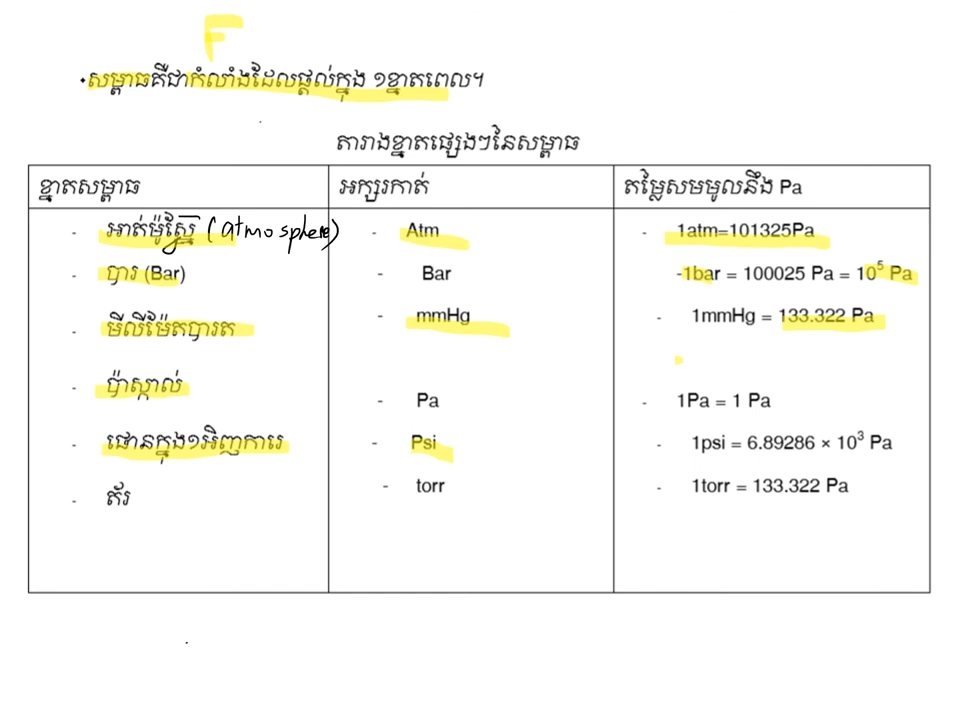 F
•សម្ពាធគឺជាកំលាំងដែលផ្តល់ក្នុង ១ខ្នាតពេល។
តារាងខ្នាតផ្សេងៗនៃសម្ពាធ
ខ្នាតសម្ពាធ អក្សរកាត់ តម្លៃសមមូលនឹង Pa
- អាត់ម៉ូស្វ៊ែ (atmosphere) - Atm - 1atm=101325Pa
- បារ (Bar) - Bar -1bar = 100025 Pa = 10⁵ Pa
- មីលីម៉ែតបារត - mmHg - 1mmHg = 133.322 Pa
- ប៉ាស្កាល់ - Pa - 1Pa = 1 Pa
- ផោនក្នុង១អិញការេ - Psi - 1psi = 6.89286 × 10³ Pa
- ត័រ - torr - 1torr = 133.322 Pa